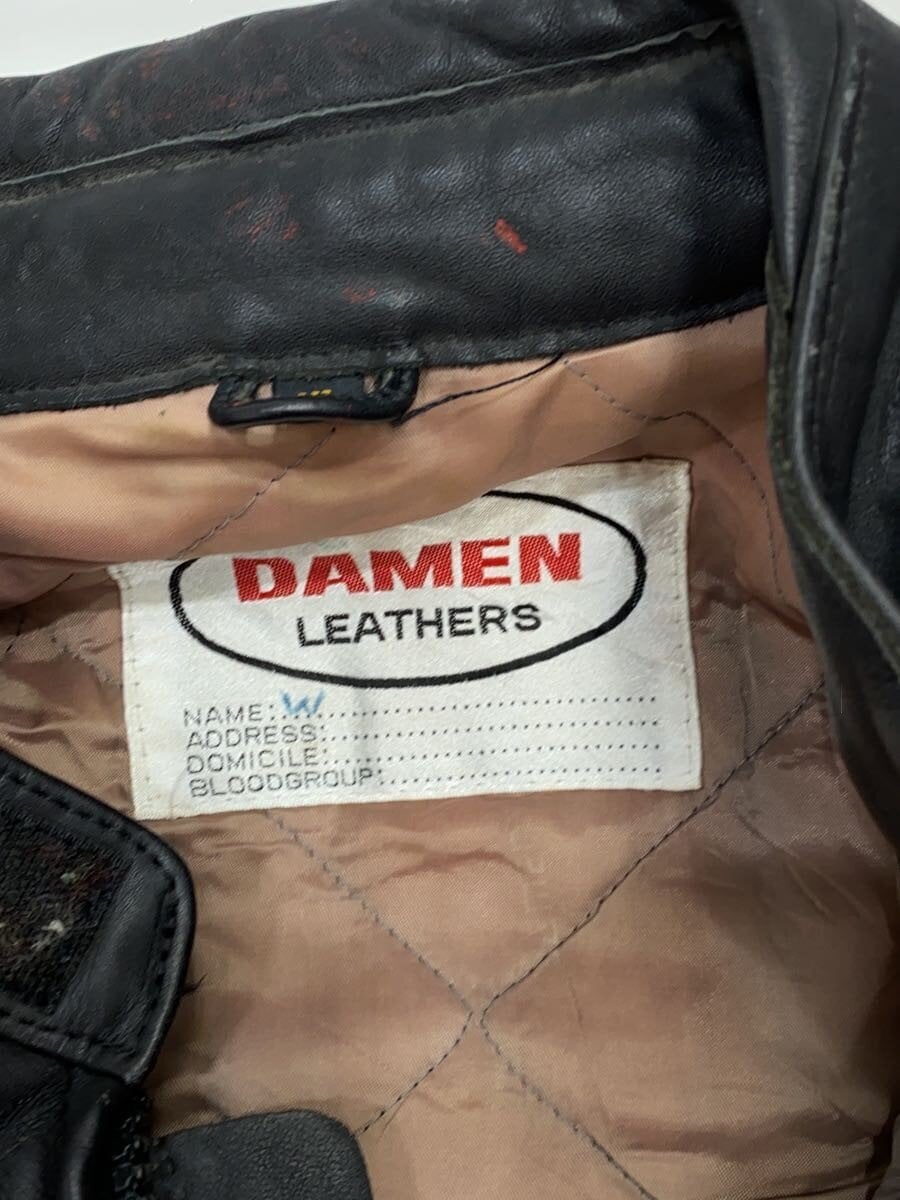 DAMEN
LEATHERS
NAME: W
ADDRESS:
DOMICILE:
BLOODGROUP: